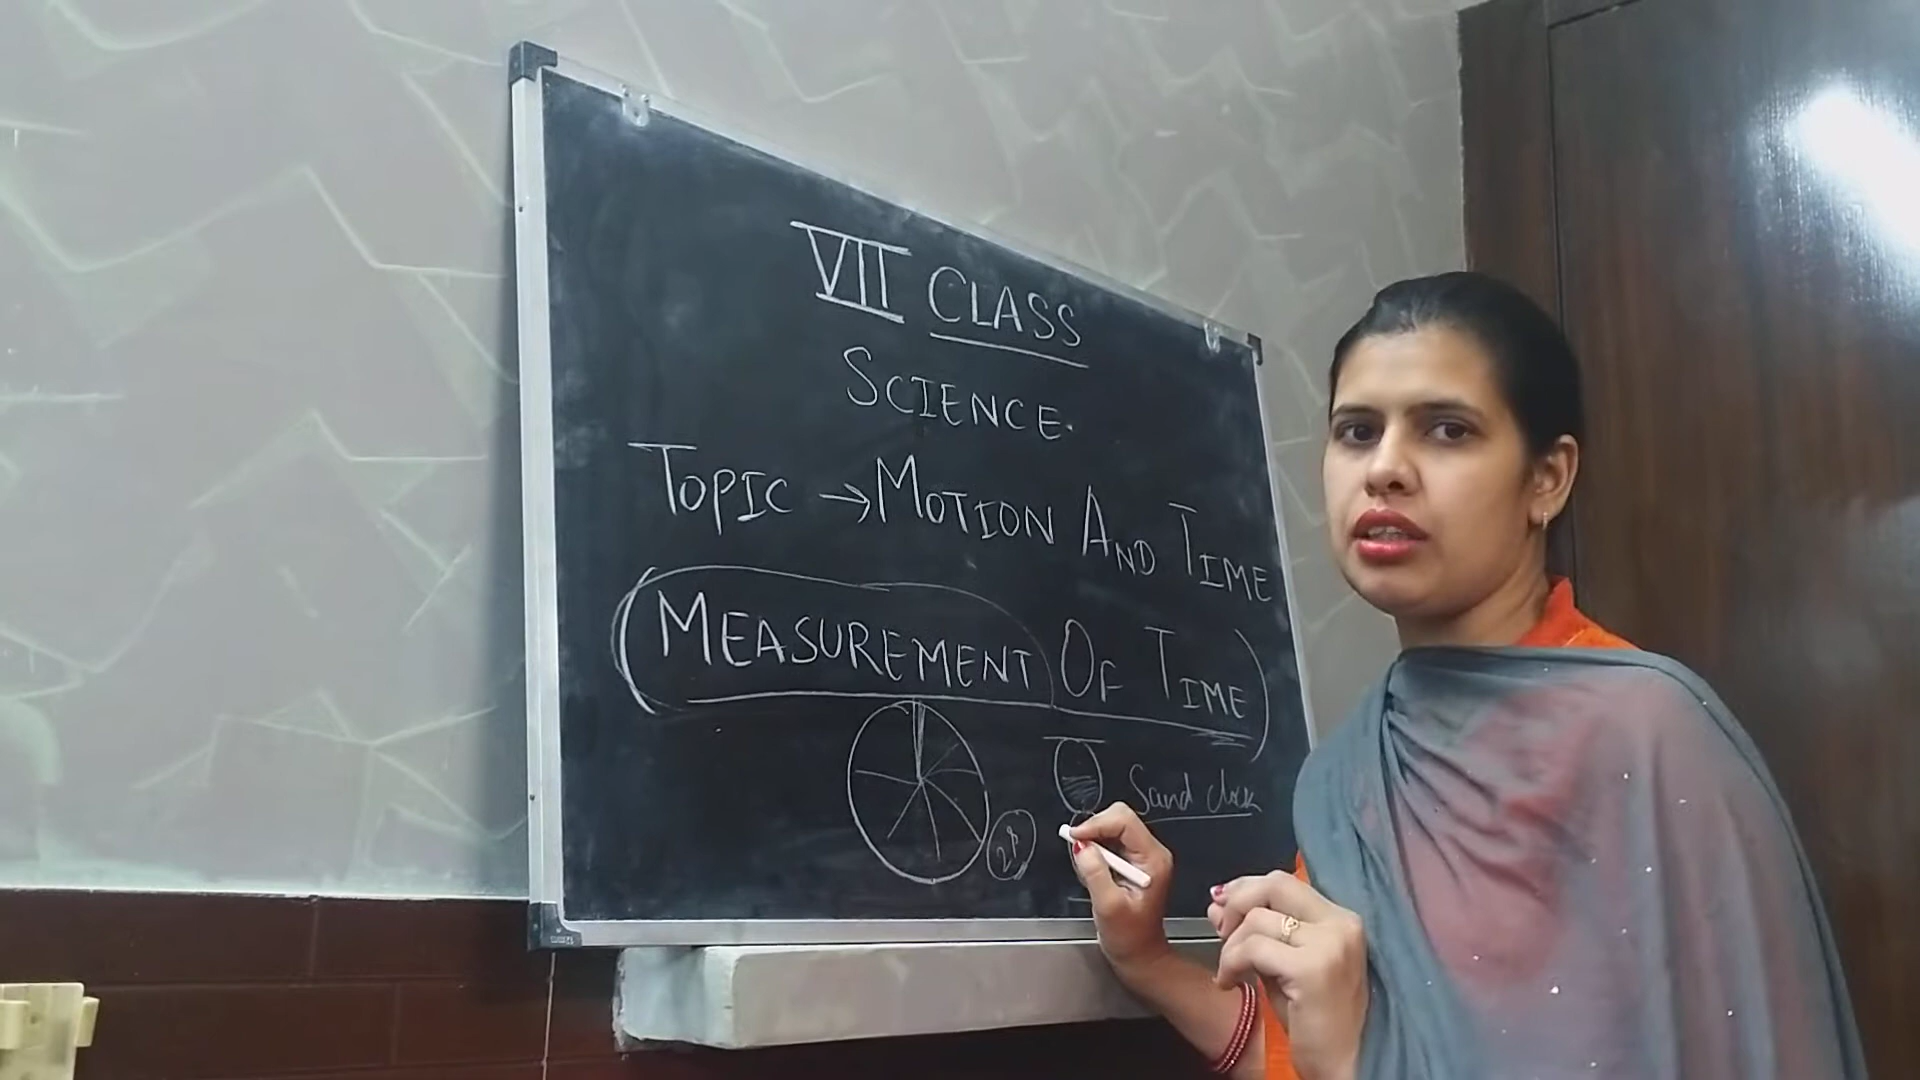 VII CLASS
SCIENCE.
TOPIC → MOTION AND TIME
MEASUREMENT OF TIME
Sand clock